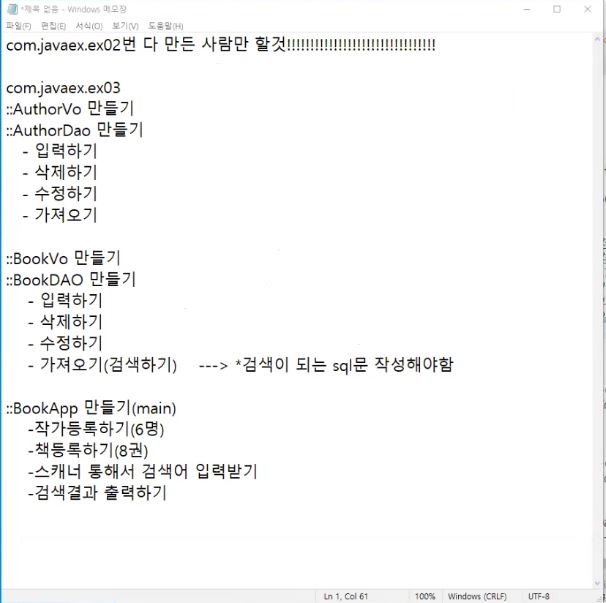 *제목 없음 - Windows 메모장
파일(F) 편집(E) 서식(O) 보기(V) 도움말(H)
com.javaex.ex02번 다 만든 사람만 할것!!!!!!!!!!!!!!!!!!!!!!!!!!!!!!!!
com.javaex.ex03
::AuthorVo 만들기
::AuthorDao 만들기
- 입력하기
- 삭제하기
- 수정하기
- 가져오기
::BookVo 만들기
::BookDAO 만들기
- 입력하기
- 삭제하기
- 수정하기
- 가져오기(검색하기) ---> *검색이 되는 sql문 작성해야함
::BookApp 만들기(main)
-작가등록하기(6명)
-책등록하기(8권)
-스캐너 통해서 검색어 입력받기
-검색결과 출력하기
Ln 1, Col 61 100% Windows (CRLF) UTF-8